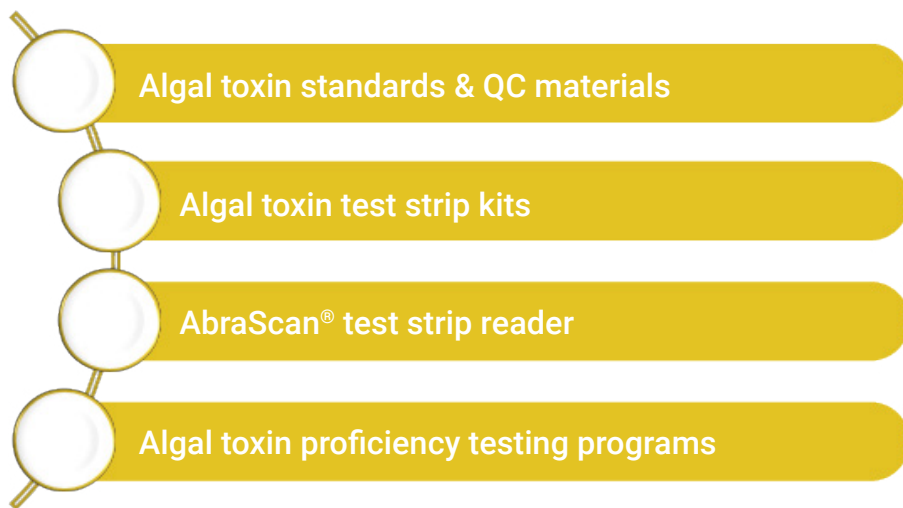 Algal toxin standards & QC materials
Algal toxin test strip kits
AbraScan® test strip reader
Algal toxin proficiency testing programs